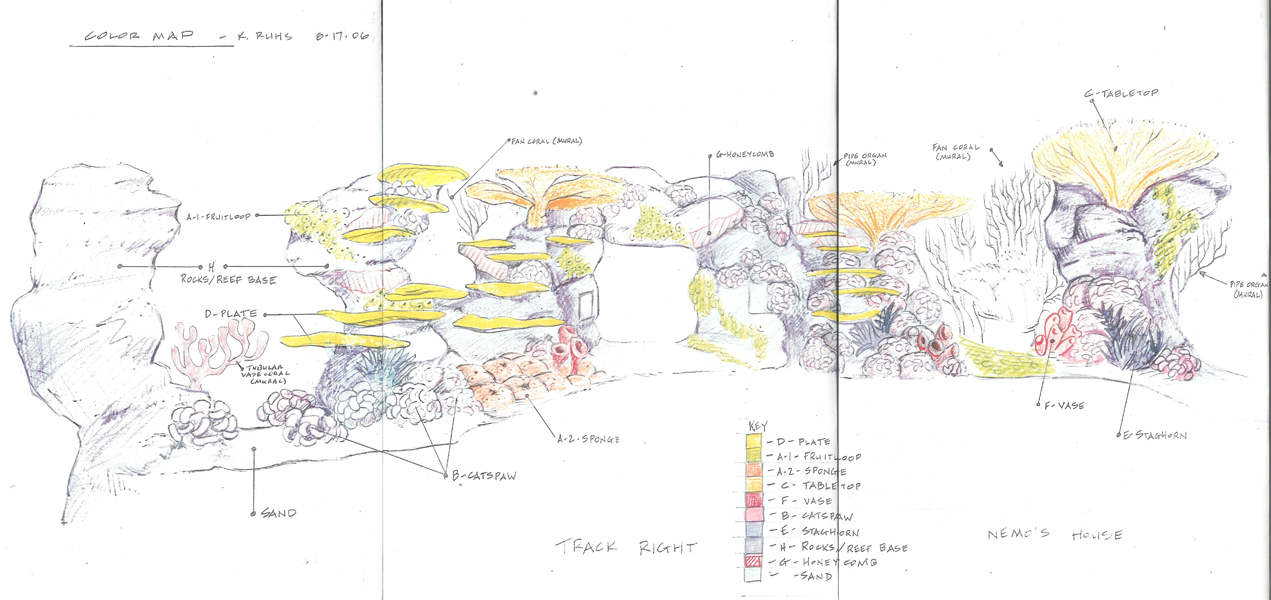 COLOR MAP - K. RUHS 8-17-06
C-TABLETOP
FAN CORAL (MURAL)
G-HONEYCOMB
PIPE ORGAN
(MURAL)
FAN CORAL
(MURAL)
A-1-FRUITLOOP
H
ROCKS/REEF BASE
D-PLATE
TUBULAR
VASE CORAL
(MURAL)
PIPE ORGAN
(MURAL)
F-VASE
E-STAGHORN
A-2-SPONGE
B-CATSPAW
SAND
KEY
- D - PLATE
- A-1 - FRUITLOOP
- A-2 - SPONGE
- C - TABLETOP
- F - VASE
- B - CATSPAW
- E - STAGHORN
- H - ROCKS/REEF BASE
- G - HONEYCOMB
- - SAND
TRACK RIGHT
NEMO'S HOUSE